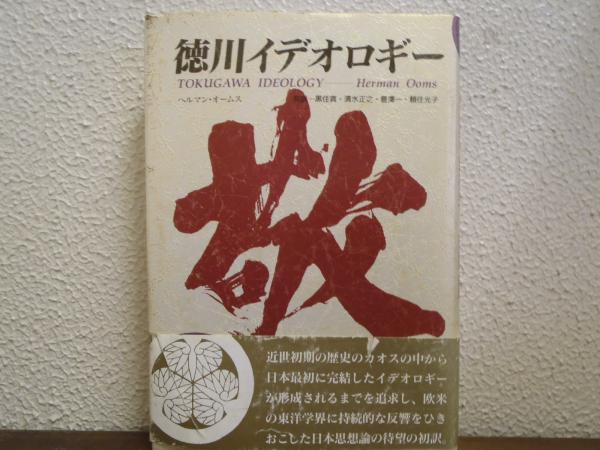 徳川イデオロギー
TOKUGAWA IDEOLOGY——Herman Ooms
ヘルマン・オームス
共訳—黒住真・清水正之・豊澤一・頼住光子
敬
近世初期の歴史のカオスの中から
日本最初に完結したイデオロギー
が形成されるまでを追求し、欧米
の東洋学界に持続的な反響をひき
おこした日本思想論の待望の初訳。